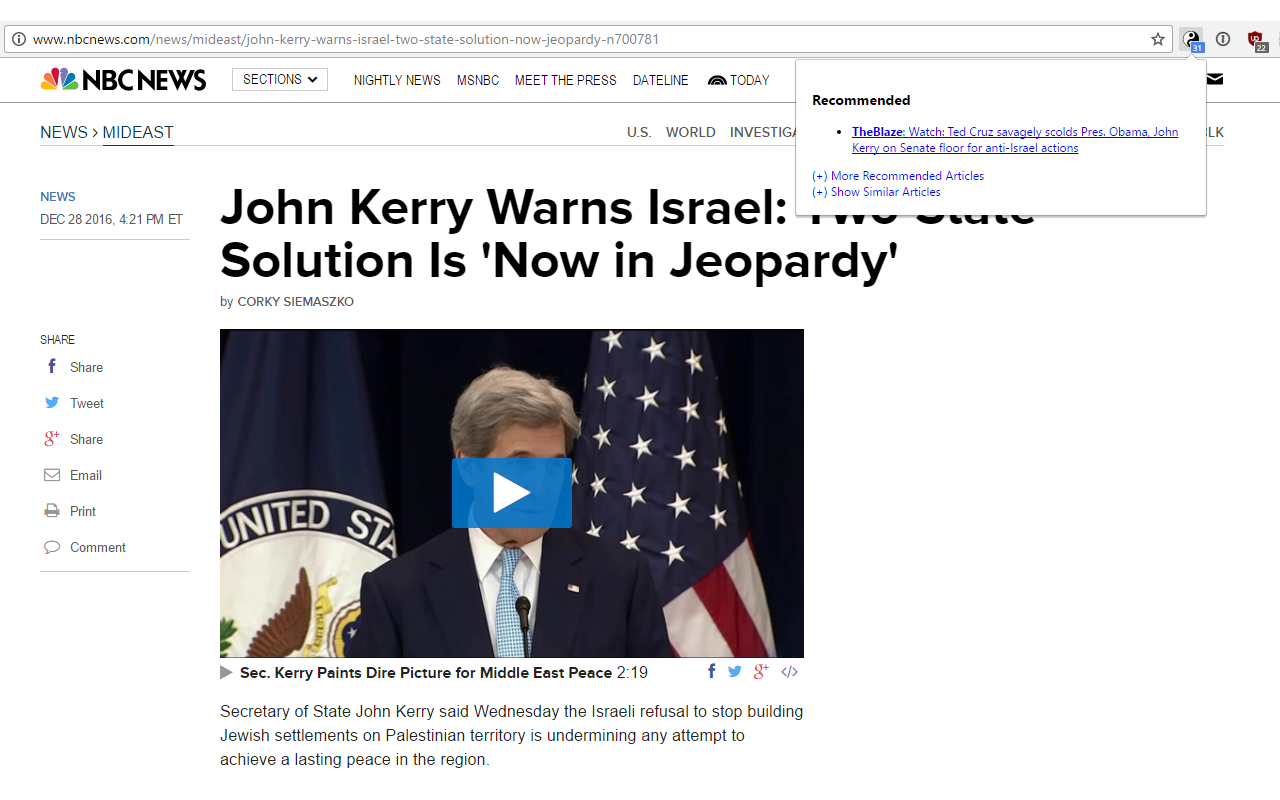 www.nbcnews.com/news/mideast/john-kerry-warns-israel-two-state-solution-now-jeopardy-n700781
31
22
NBC NEWS
SECTIONS
NIGHTLY NEWS MSNBC MEET THE PRESS DATELINE TODAY
Recommended
TheBlaze: Watch: Ted Cruz savagely scolds Pres. Obama, John
Kerry on Senate floor for anti-Israel actions
(+) More Recommended Articles
(+) Show Similar Articles
NEWS > MIDEAST
U.S. WORLD
NEWS
DEC 28 2016, 4:21 PM ET
John Kerry Warns Israel: Two-State
Solution Is 'Now in Jeopardy'
by CORKY SIEMASZKO
SHARE
Share
Tweet
Share
Email
Print
Comment
UNITED STA
Sec. Kerry Paints Dire Picture for Middle East Peace 2:19
Secretary of State John Kerry said Wednesday the Israeli refusal to stop building
Jewish settlements on Palestinian territory is undermining any attempt to
achieve a lasting peace in the region.